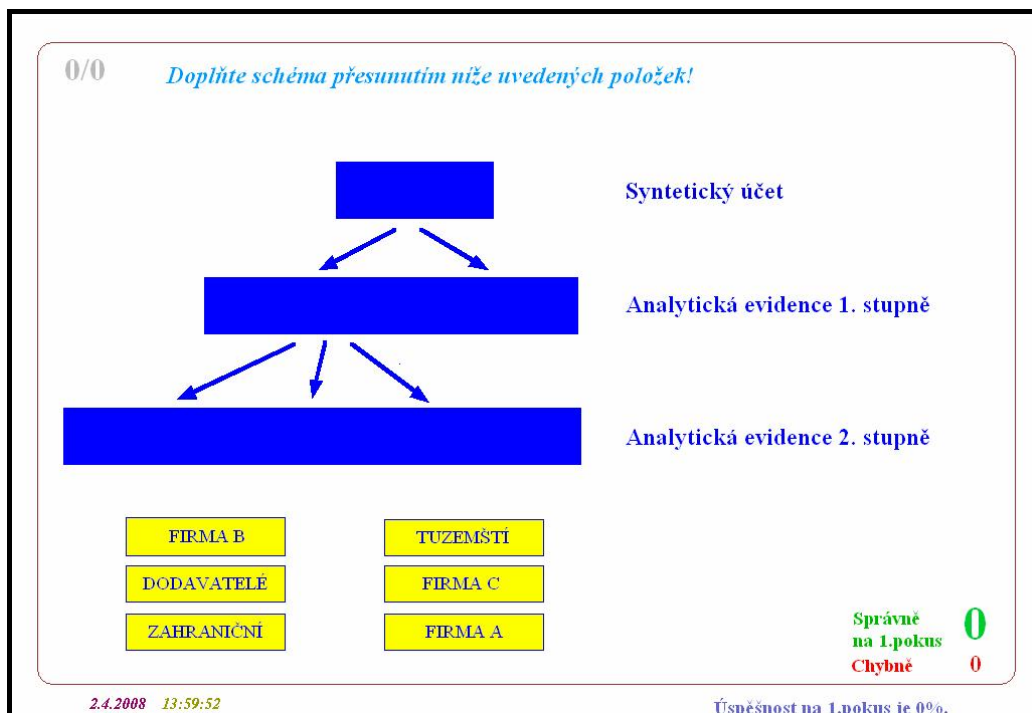 0/0
Doplňte schéma přesunutím níže uvedených položek!
Syntetický účet
Analytická evidence 1. stupně
Analytická evidence 2. stupně
FIRMA B
TUZEMŠTÍ
DODAVATELÉ
FIRMA C
ZAHRANIČNÍ
FIRMA A
Správně
na 1.pokus
0
Chybně
0
2.4.2008 13:59:52
Úspěšnost na 1.pokus je 0%.